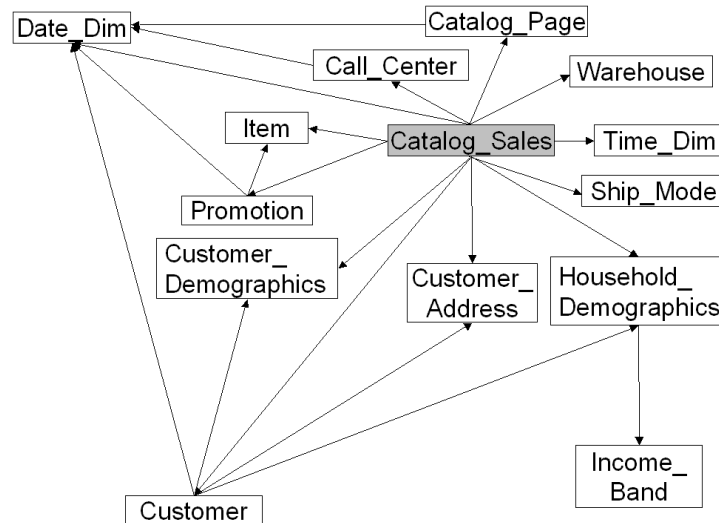 Date_Dim
Catalog_Page
Call_Center
Warehouse
Item
Catalog_Sales
Time_Dim
Promotion
Ship_Mode
Customer_
Demographics
Customer_
Address
Household_
Demographics
Income_
Band
Customer